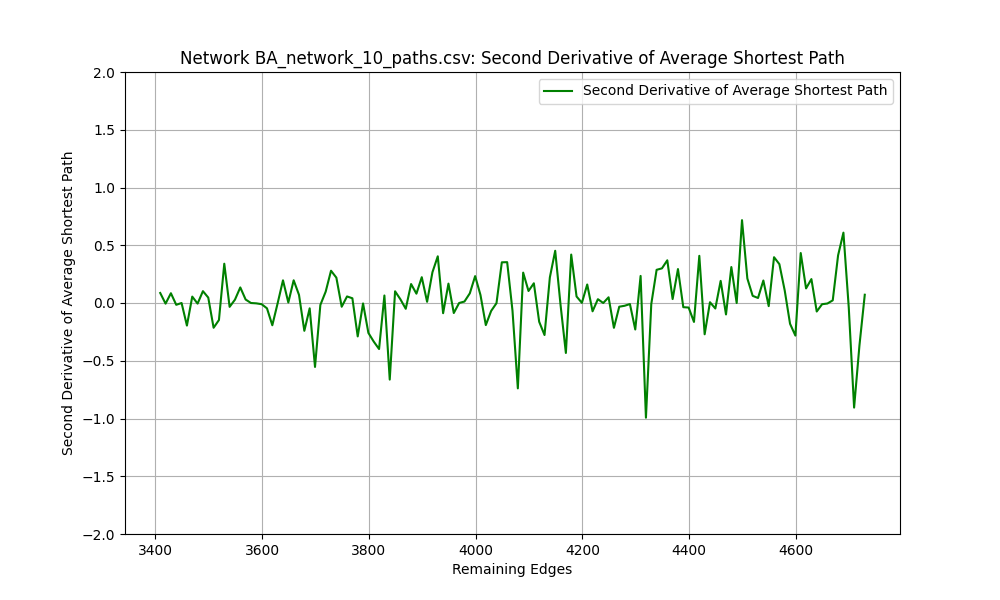 Network BA_network_10_paths.csv: Second Derivative of Average Shortest Path
Second Derivative of Average Shortest Path
Second Derivative of Average Shortest Path
2.0
1.5
1.0
0.5
0.0
−0.5
−1.0
−1.5
−2.0
3400 3600 3800 4000 4200 4400 4600
Remaining Edges